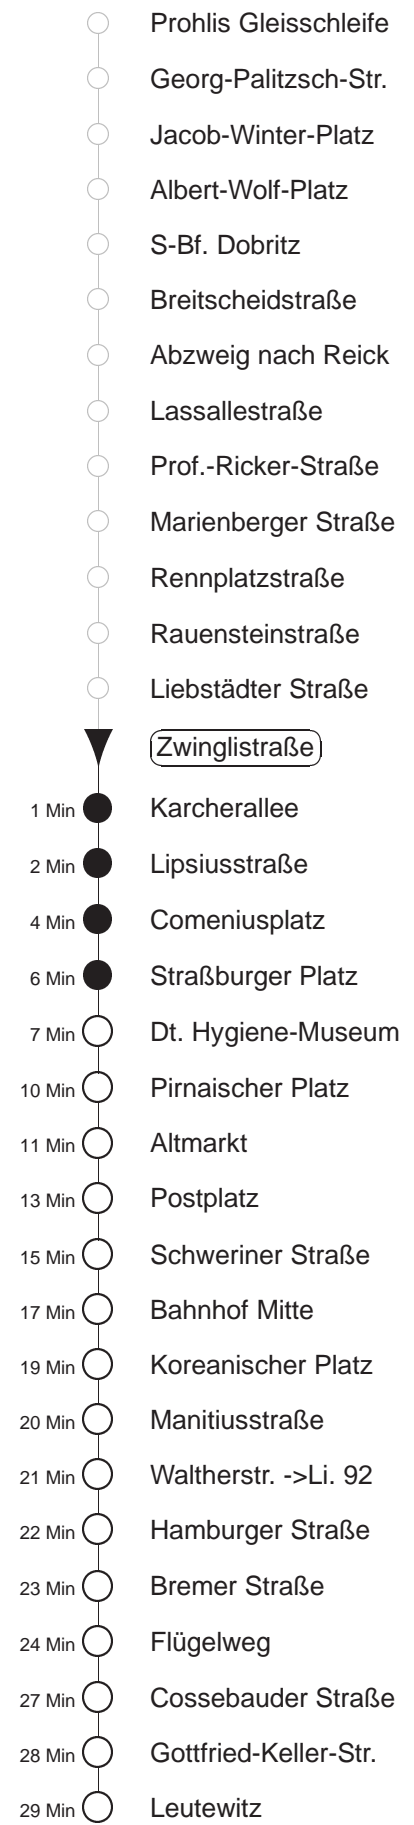 Prohlis Gleisschleife
Georg-Palitzsch-Str.
Jacob-Winter-Platz
Albert-Wolf-Platz
S-Bf. Dobritz
Breitscheidstraße
Abzweig nach Reick
Lassallestraße
Prof.-Ricker-Straße
Marienberger Straße
Rennplatzstraße
Rauensteinstraße
Liebstädter Straße
Zwinglistraße
1 Min Karcherallee
2 Min Lipsiusstraße
4 Min Comeniusplatz
6 Min Straßburger Platz
7 Min Dt. Hygiene-Museum
10 Min Pirnaischer Platz
11 Min Altmarkt
13 Min Postplatz
15 Min Schweriner Straße
17 Min Bahnhof Mitte
19 Min Koreanischer Platz
20 Min Manitiusstraße
21 Min Waltherstr. ->Li. 92
22 Min Hamburger Straße
23 Min Bremer Straße
24 Min Flügelweg
27 Min Cossebauder Straße
28 Min Gottfried-Keller-Str.
29 Min Leutewitz